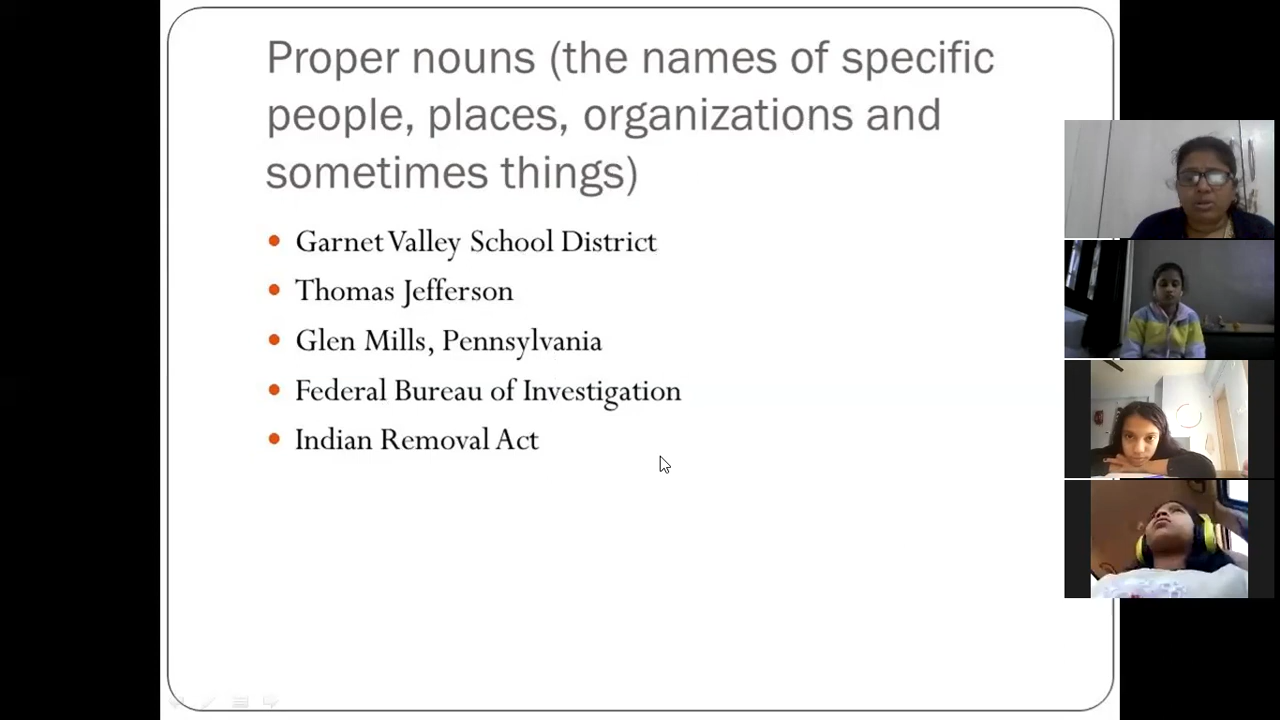 Proper nouns (the names of specific
people, places, organizations and
sometimes things)
Garnet Valley School District
Thomas Jefferson
Glen Mills, Pennsylvania
Federal Bureau of Investigation
Indian Removal Act